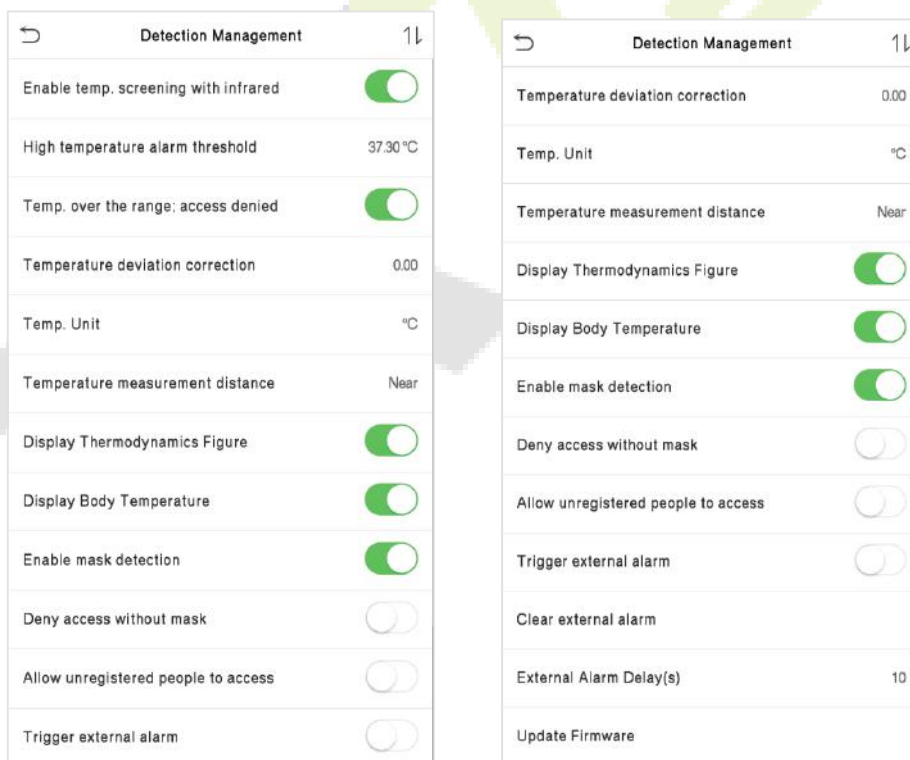 Detection Management
Enable temp. screening with infrared
High temperature alarm threshold 37.30 °C
Temp. over the range; access denied
Temperature deviation correction 0.00
Temp. Unit °C
Temperature measurement distance Near
Display Thermodynamics Figure
Display Body Temperature
Enable mask detection
Deny access without mask
Allow unregistered people to access
Trigger external alarm
Detection Management
Temperature deviation correction 0.00
Temp. Unit °C
Temperature measurement distance Near
Display Thermodynamics Figure
Display Body Temperature
Enable mask detection
Deny access without mask
Allow unregistered people to access
Trigger external alarm
Clear external alarm
External Alarm Delay(s) 10
Update Firmware